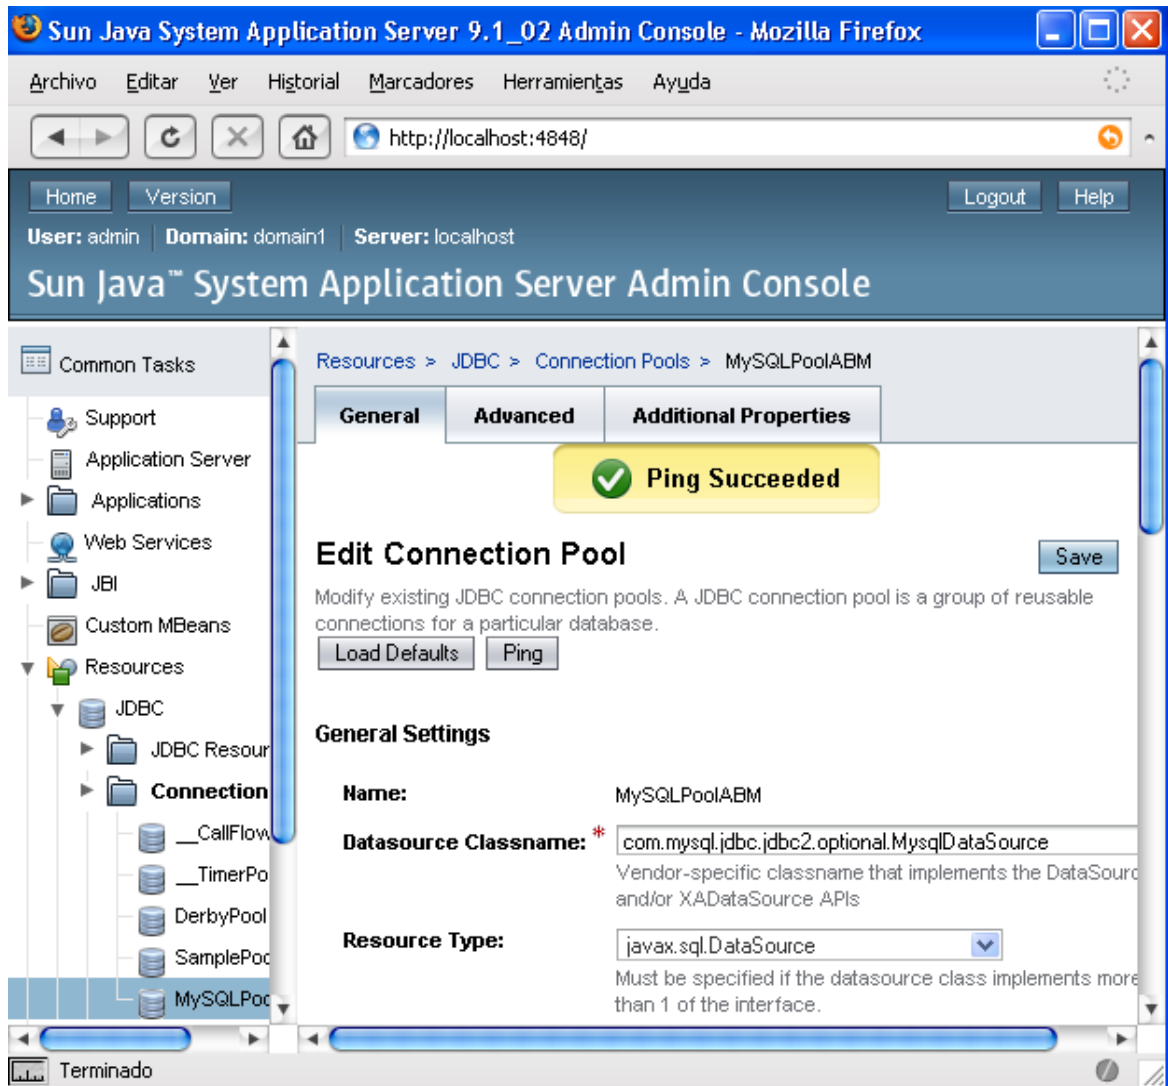 Sun Java System Application Server 9.1_02 Admin Console - Mozilla Firefox
Archivo Editar Ver Historial Marcadores Herramientas Ayuda
http://localhost:4848/
Home Version Logout Help
User: admin Domain: domain1 Server: localhost
Sun Java™ System Application Server Admin Console
Common Tasks
Support
Application Server
Applications
Web Services
JBI
Custom MBeans
Resources
JDBC
JDBC Resour
Connection
__CallFlow
__TimerPo
DerbyPool
SamplePoo
MySQLPoo
Resources > JDBC > Connection Pools > MySQLPoolABM
General Advanced Additional Properties
Ping Succeeded
Edit Connection Pool
Save
Modify existing JDBC connection pools. A JDBC connection pool is a group of reusable
connections for a particular database.
Load Defaults Ping
General Settings
Name: MySQLPoolABM
Datasource Classname: * com.mysql.jdbc.jdbc2.optional.MysqlDataSource
Vendor-specific classname that implements the DataSourc
and/or XADataSource APIs
Resource Type: javax.sql.DataSource
Must be specified if the datasource class implements more
than 1 of the interface.
Terminado